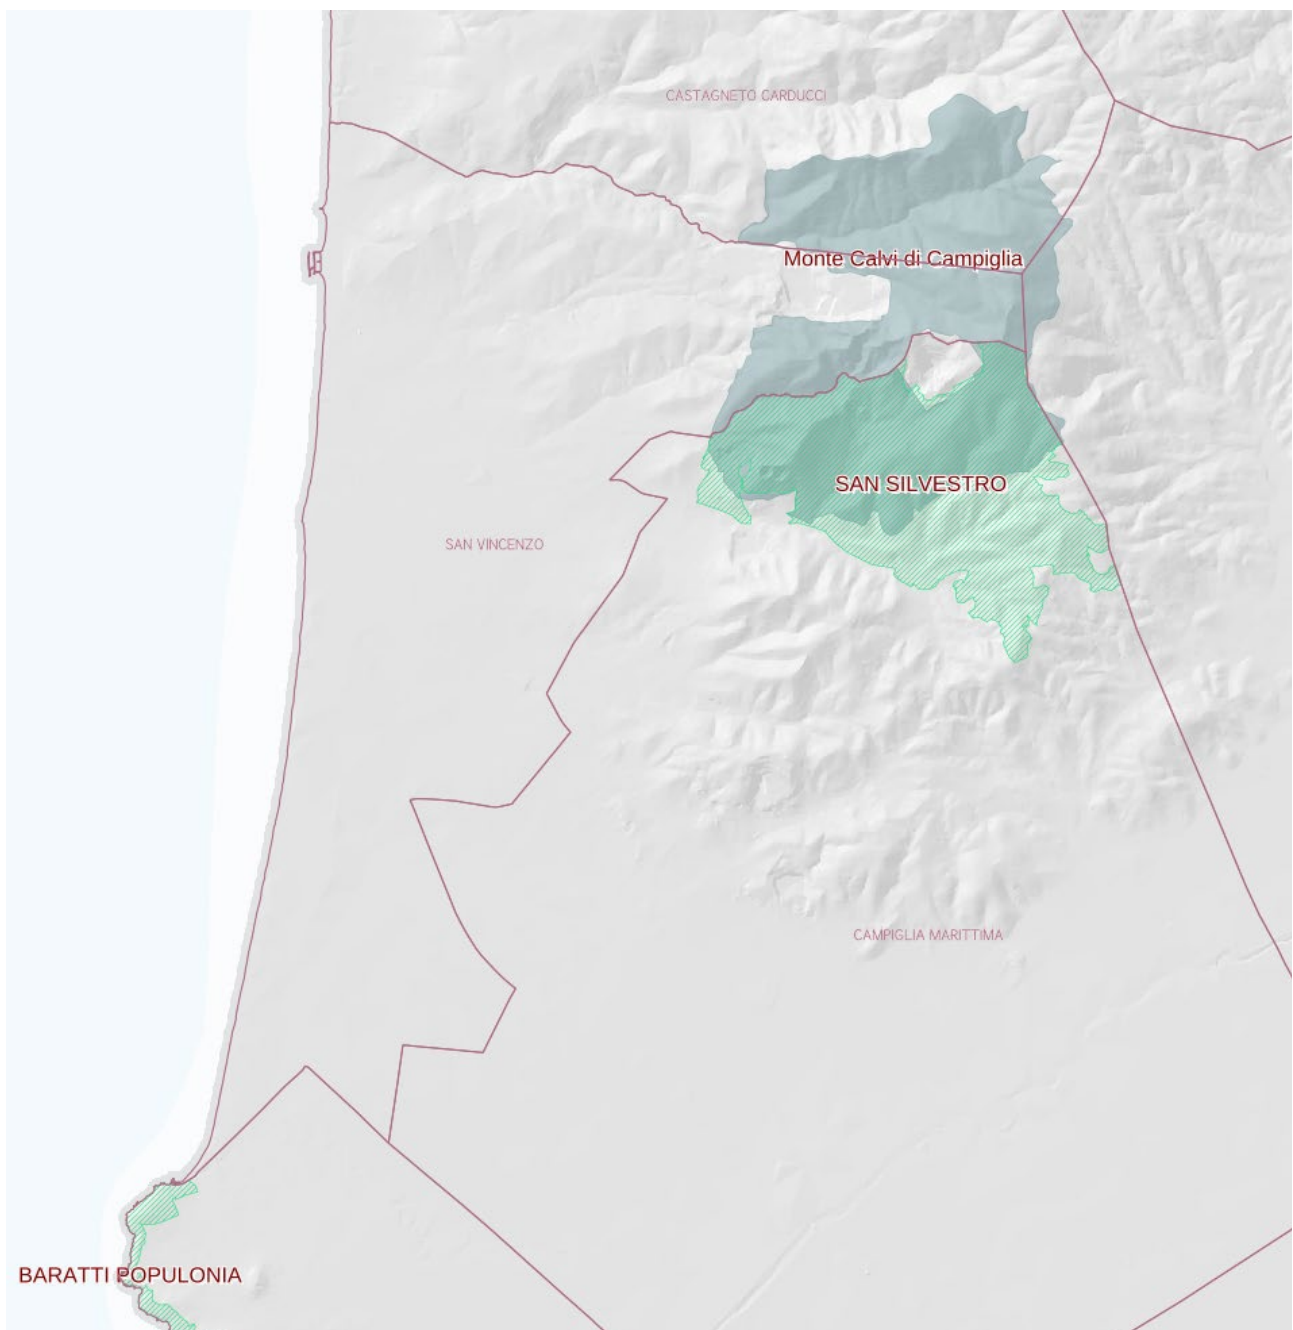 CASTAGNETO CARDUCCI
Monte Calvi di Campiglia
SAN SILVESTRO
SAN VINCENZO
CAMPIGLIA MARITTIMA
BARATTI POPULONIA